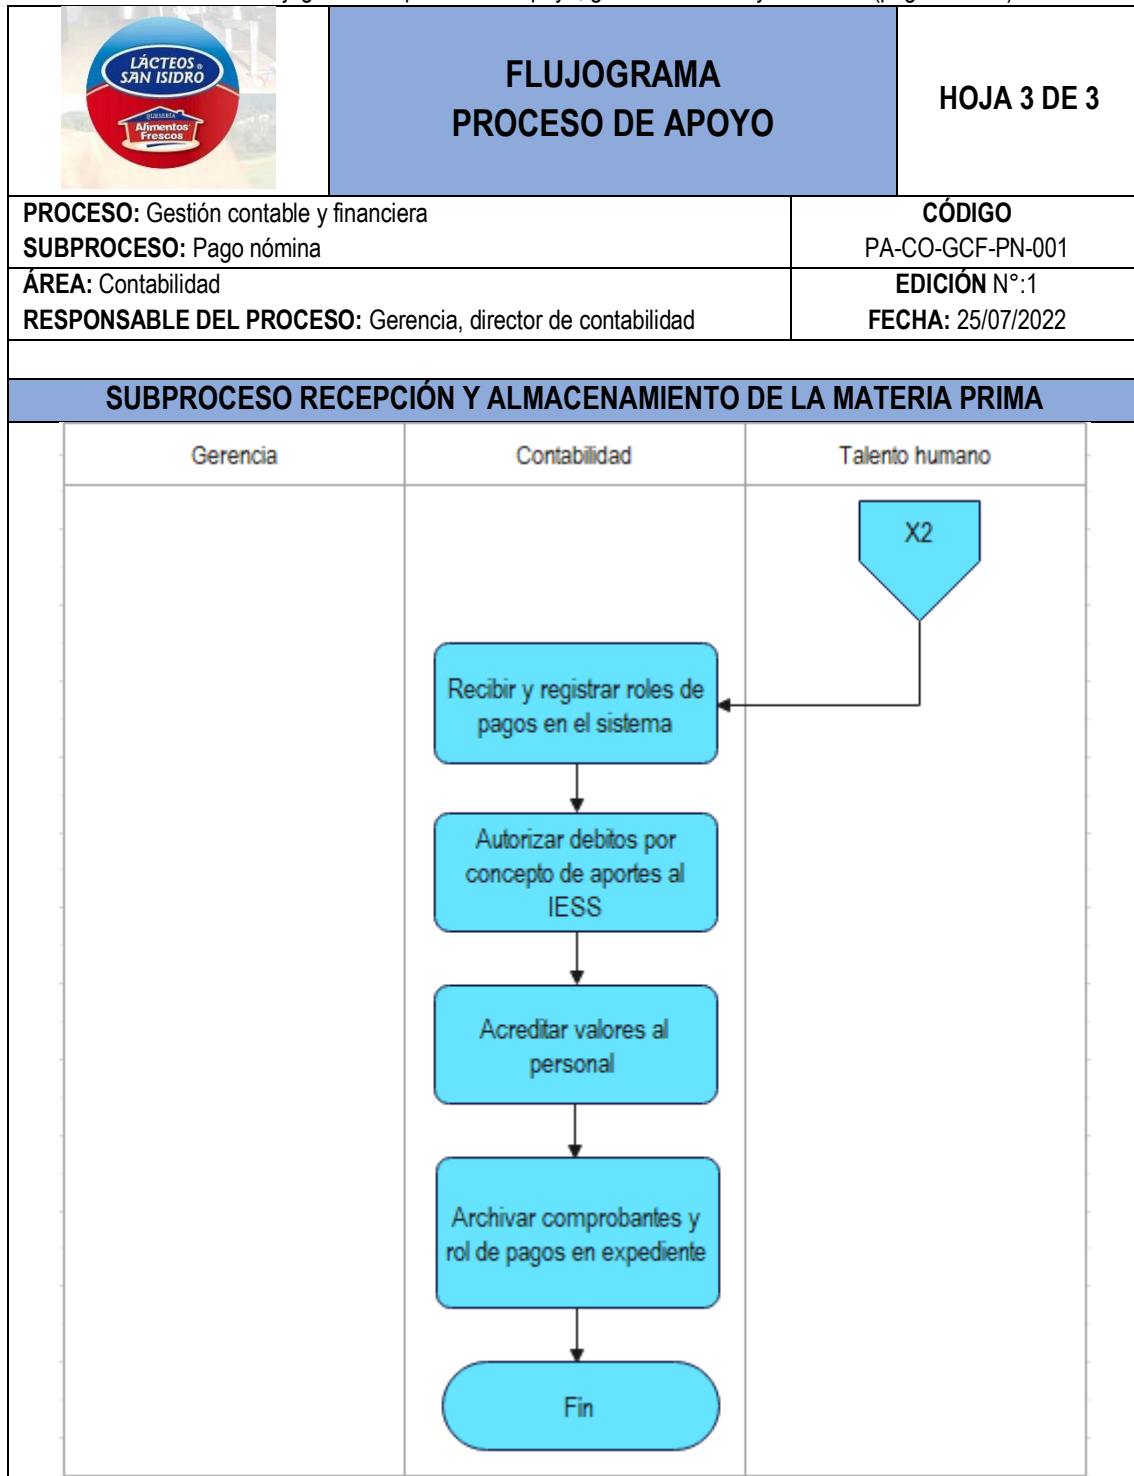 LÁCTEOS
SAN ISIDRO
QUESERÍA
Alimentos
Frescos
FLUJOGRAMA
PROCESO DE APOYO
HOJA 3 DE 3
PROCESO: Gestión contable y financiera
SUBPROCESO: Pago nómina
CÓDIGO
PA-CO-GCF-PN-001
ÁREA: Contabilidad
RESPONSABLE DEL PROCESO: Gerencia, director de contabilidad
EDICIÓN N°:1
FECHA: 25/07/2022
SUBPROCESO RECEPCIÓN Y ALMACENAMIENTO DE LA MATERIA PRIMA
Gerencia
Contabilidad
Talento humano
X2
Recibir y registrar roles de
pagos en el sistema
Autorizar debitos por
concepto de aportes al
IESS
Acreditar valores al
personal
Archivar comprobantes y
rol de pagos en expediente
Fin